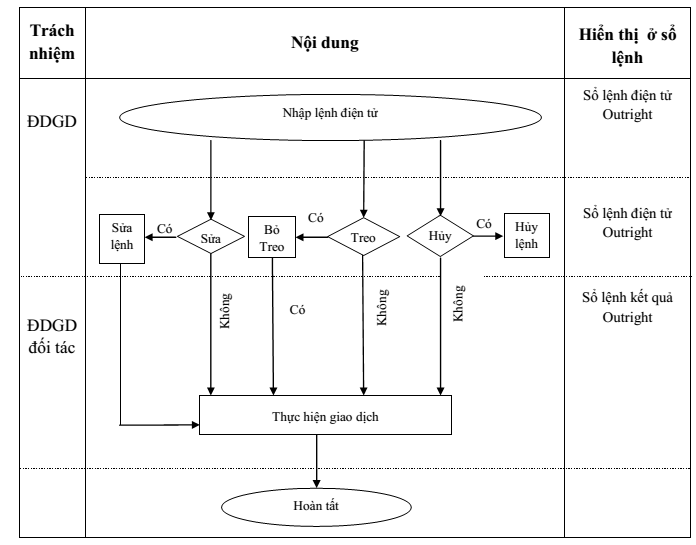 Trách
nhiệm
Nội dung
Hiển thị ở sổ
lệnh
ĐDGD
Nhập lệnh điện tử
Sổ lệnh điện tử
Outright
Sửa
lệnh
Có
Sửa
Bỏ
Treo
Có
Treo
Hủy
Có
Hủy
lệnh
Sổ lệnh điện tử
Outright
ĐDGD
đối tác
Không
Có
Không
Không
Sổ lệnh kết quả
Outright
Thực hiện giao dịch
Hoàn tất